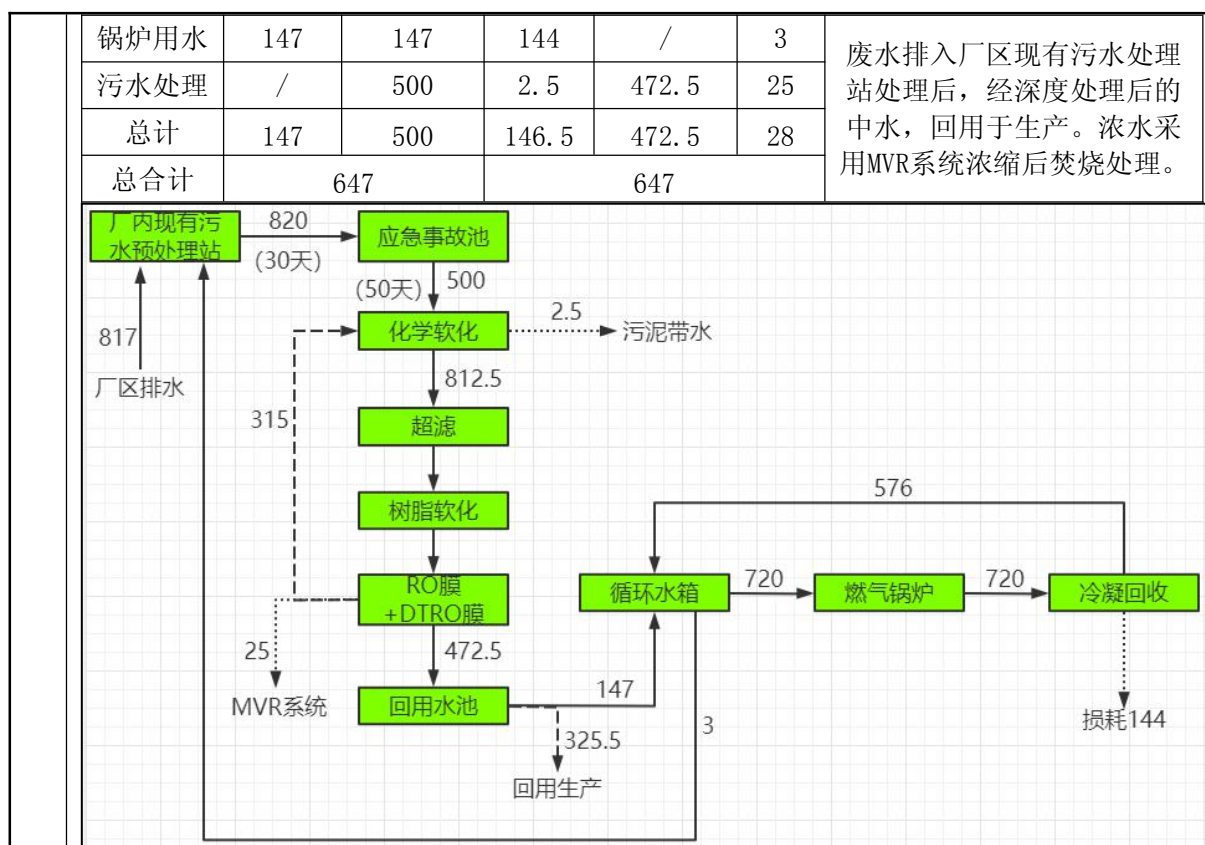 锅炉用水 147 147 144 / 3
污水处理 / 500 2.5 472.5 25
总计 147 500 146.5 472.5 28
总合计 647 647
废水排入厂区现有污水处理
站处理后，经深度处理后的
中水，回用于生产。浓水采
用MVR系统浓缩后焚烧处理。
厂内现有污
水预处理站
820
(30天)
应急事故池
(50天)
500
817
厂区排水
化学软化
2.5
污泥带水
812.5
315
超滤
树脂软化
576
RO膜
+DTRO膜
循环水箱
720
燃气锅炉
720
冷凝回收
25
472.5
MVR系统
回用水池
147
3
损耗144
325.5
回用生产